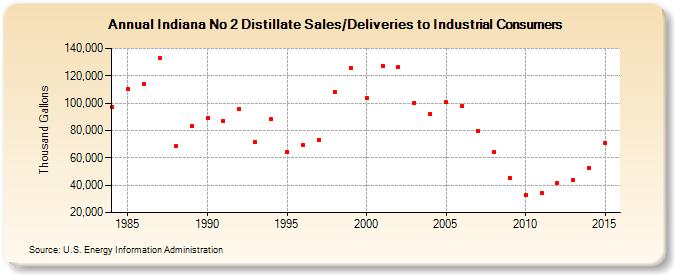 Annual Indiana No 2 Distillate Sales/Deliveries to Industrial Consumers
Thousand Gallons
140,000
120,000
100,000
80,000
60,000
40,000
20,000
1985 1990 1995 2000 2005 2010 2015
Source: U.S. Energy Information Administration